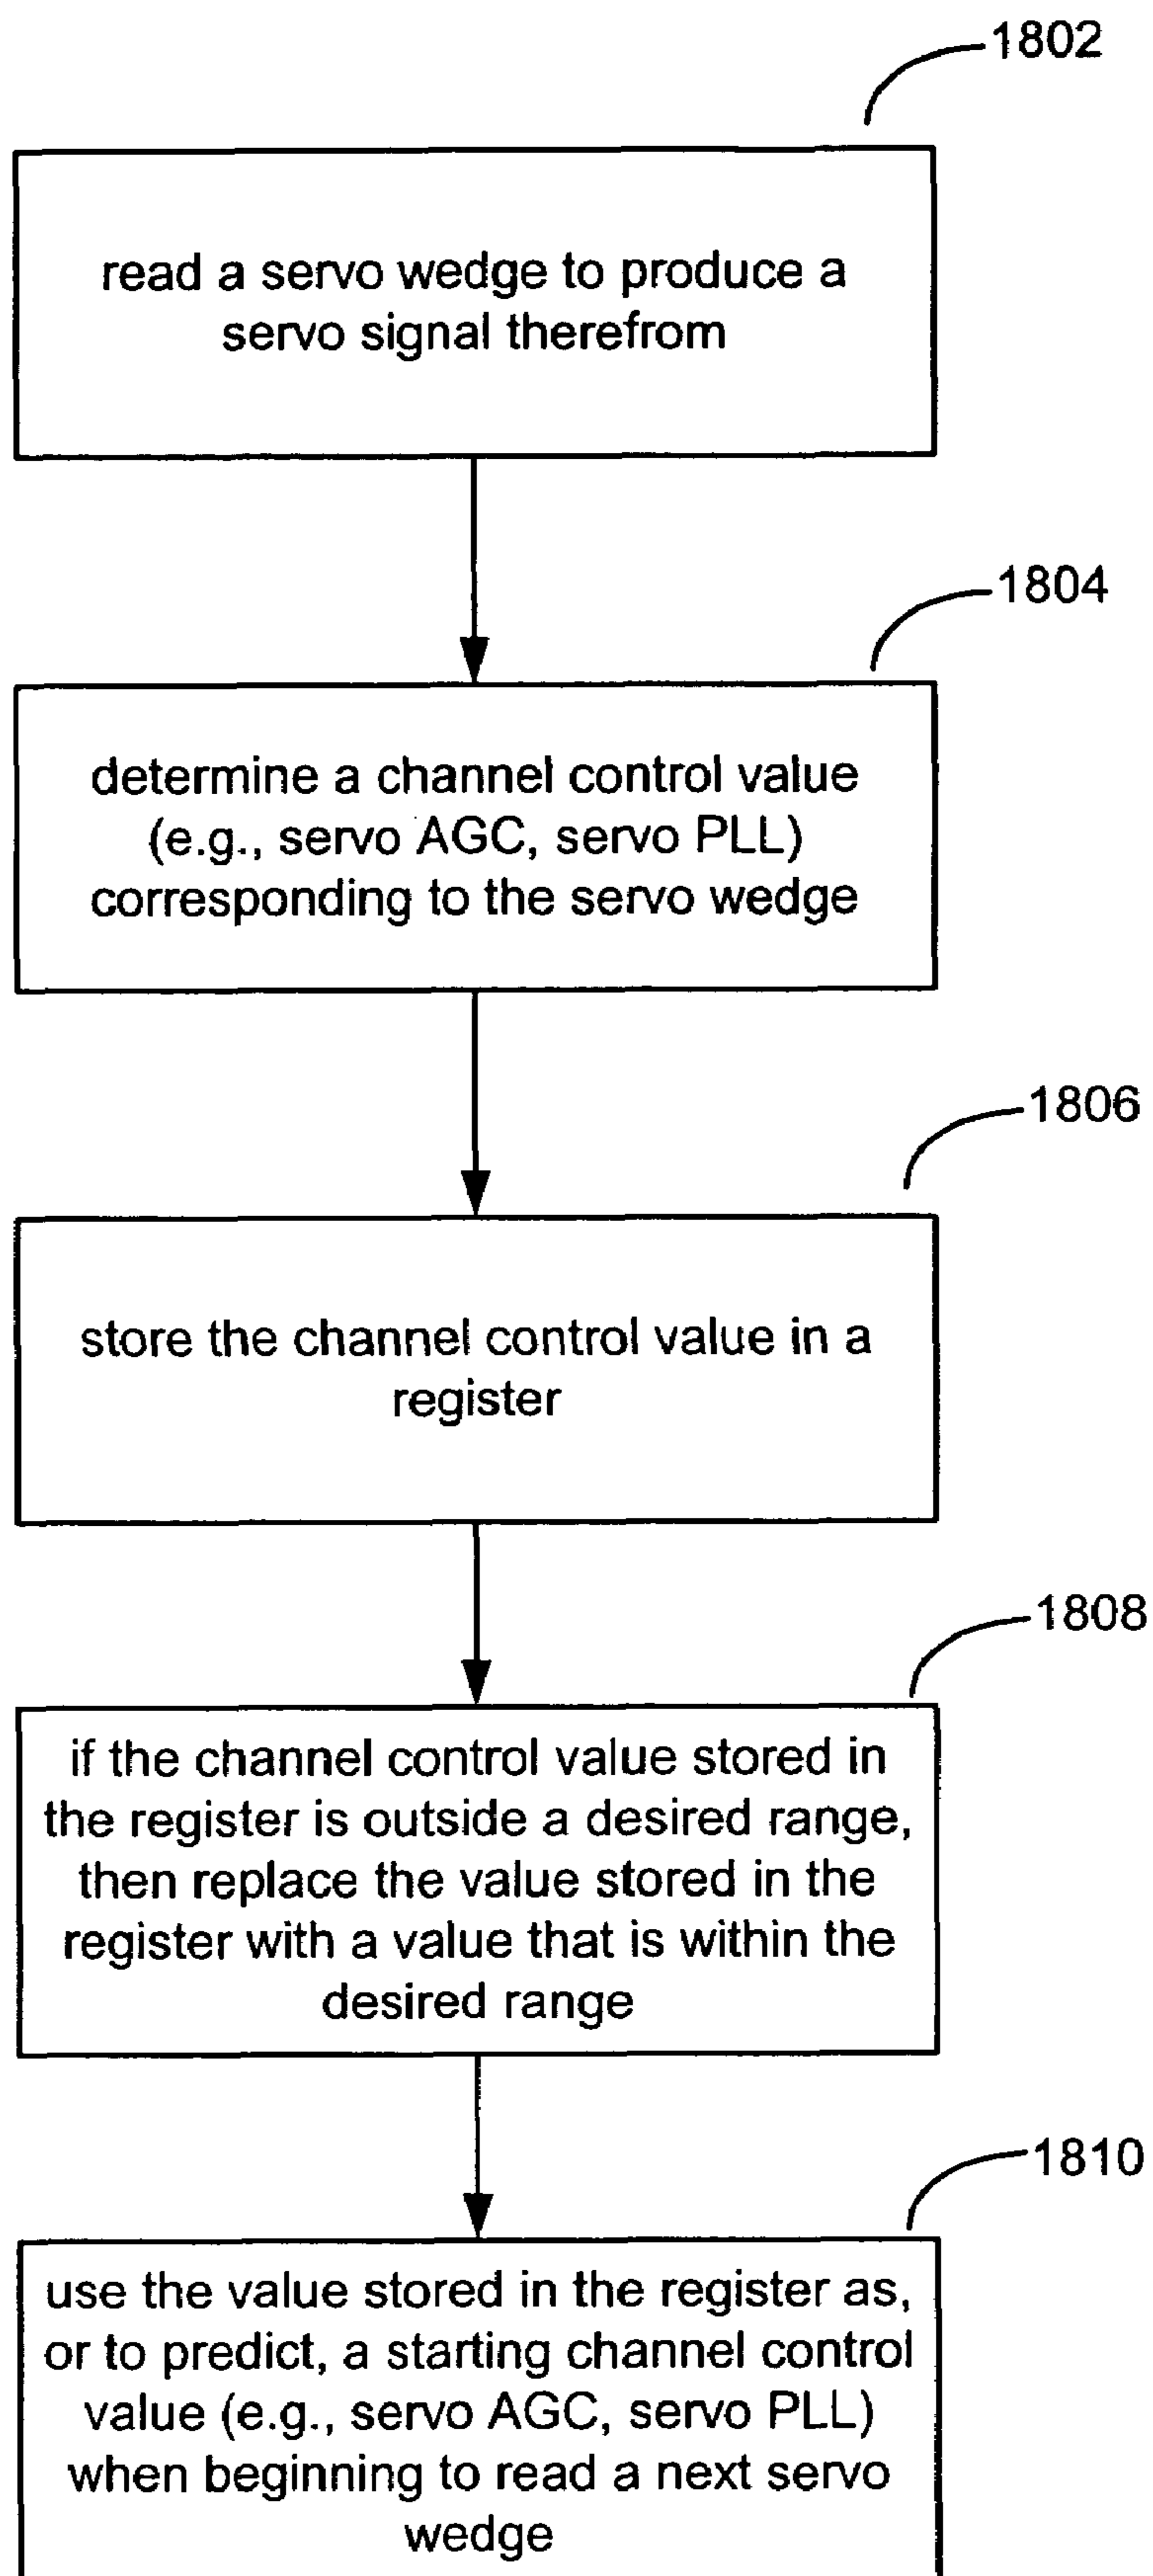 1802
read a servo wedge to produce a
servo signal therefrom
1804
determine a channel control value
(e.g., servo AGC, servo PLL)
corresponding to the servo wedge
1806
store the channel control value in a
register
1808
if the channel control value stored in
the register is outside a desired range,
then replace the value stored in the
register with a value that is within the
desired range
1810
use the value stored in the register as,
or to predict, a starting channel control
value (e.g., servo AGC, servo PLL)
when beginning to read a next servo
wedge